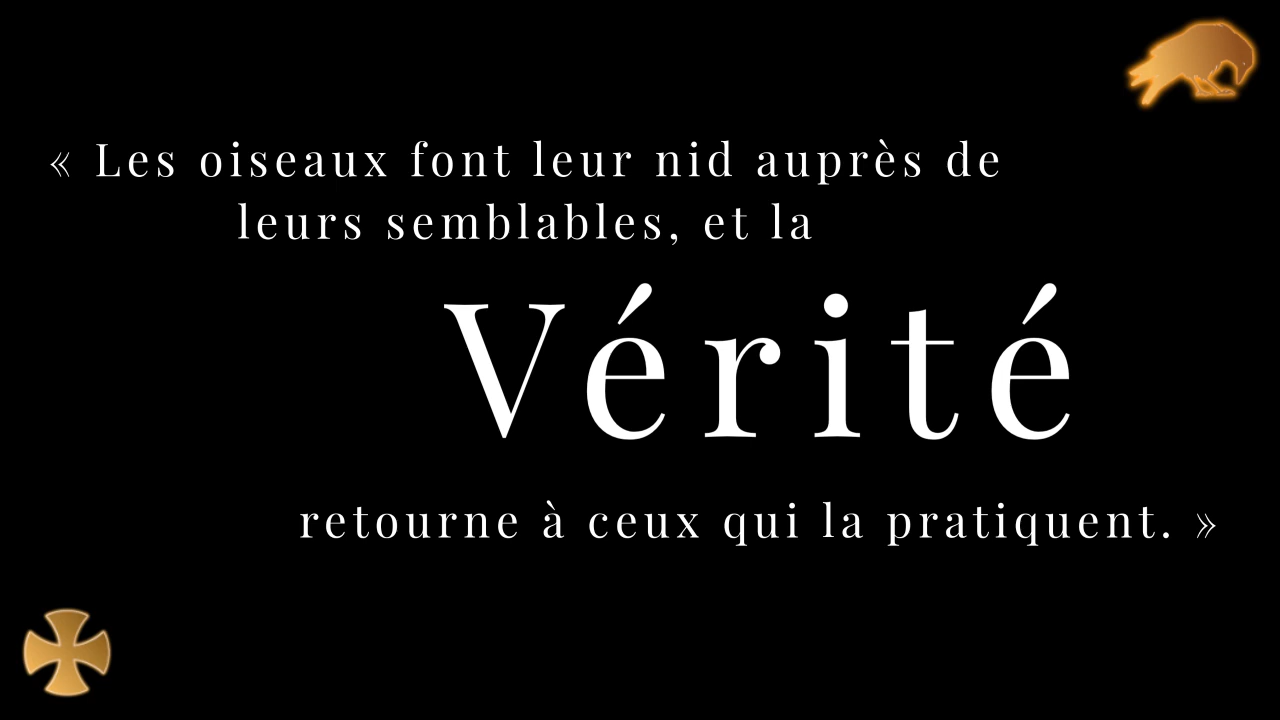 « Les oiseaux font leur nid auprès de
leurs semblables, et la
Vérité
retourne à ceux qui la pratiquent. »